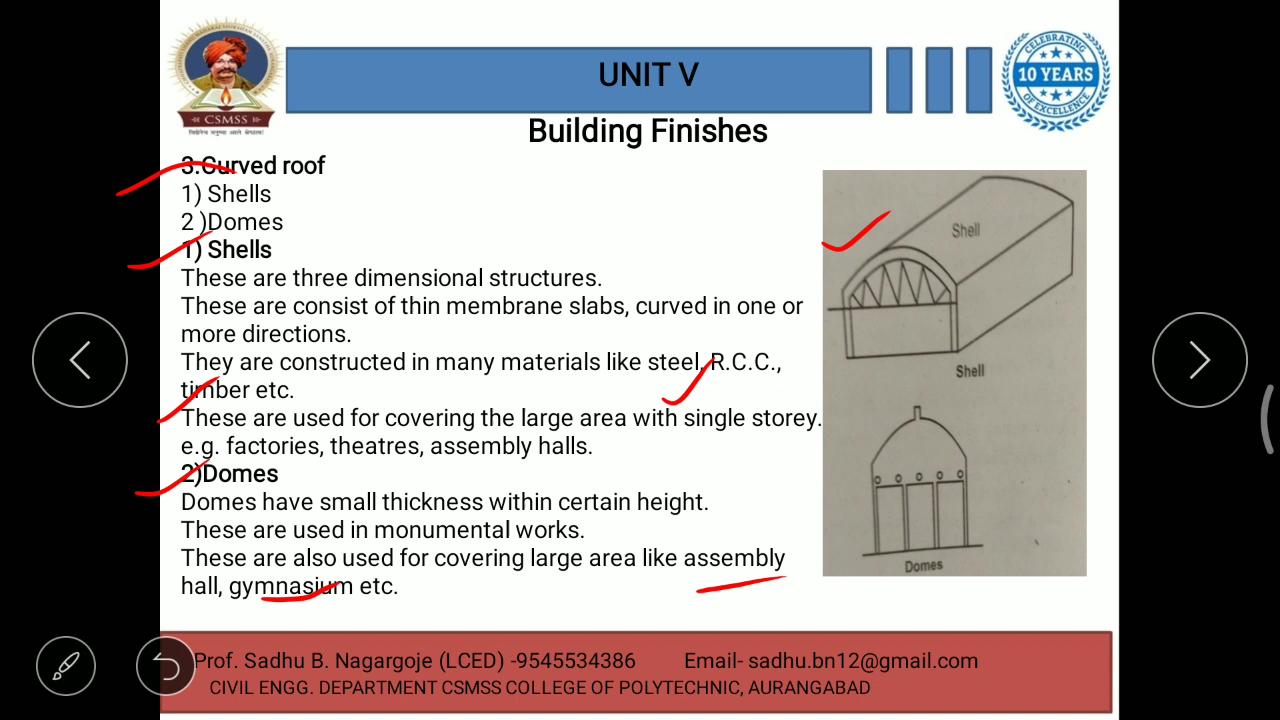 UNIT V
CELEBRATING
10 YEARS
OF EXCELLENCE
CSMSS
Building Finishes
3.Curved roof
1) Shells
2 )Domes
1) Shells
These are three dimensional structures.
These are consist of thin membrane slabs, curved in one or
more directions.
They are constructed in many materials like steel, R.C.C.,
timber etc.
These are used for covering the large area with single storey.
e.g. factories, theatres, assembly halls.
2)Domes
Domes have small thickness within certain height.
These are used in monumental works.
These are also used for covering large area like assembly
hall, gymnasium etc.
Shell
Shell
Domes
Prof. Sadhu B. Nagargoje (LCED) -9545534386 Email- sadhu.bn12@gmail.com
CIVIL ENGG. DEPARTMENT CSMSS COLLEGE OF POLYTECHNIC, AURANGABAD